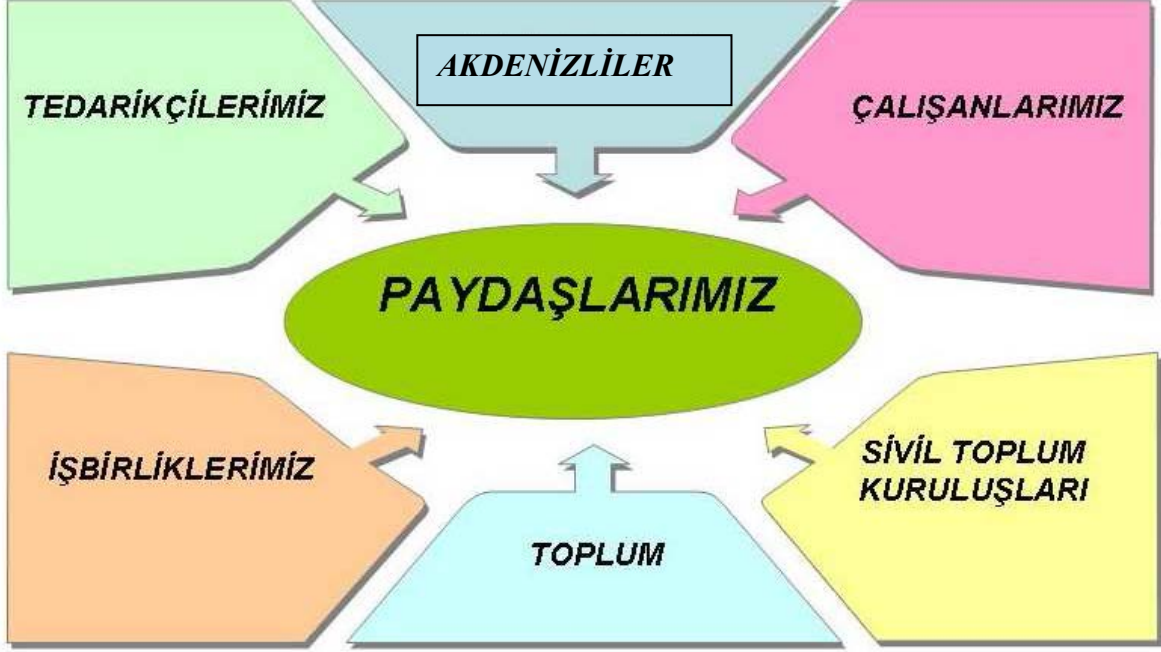 AKDENİZLİLER
TEDARİKÇİLERİMİZ
ÇALIŞANLARIMIZ
PAYDAŞLARIMIZ
İŞBİRLİKLERİMİZ
SİVİL TOPLUM
KURULUŞLARI
TOPLUM